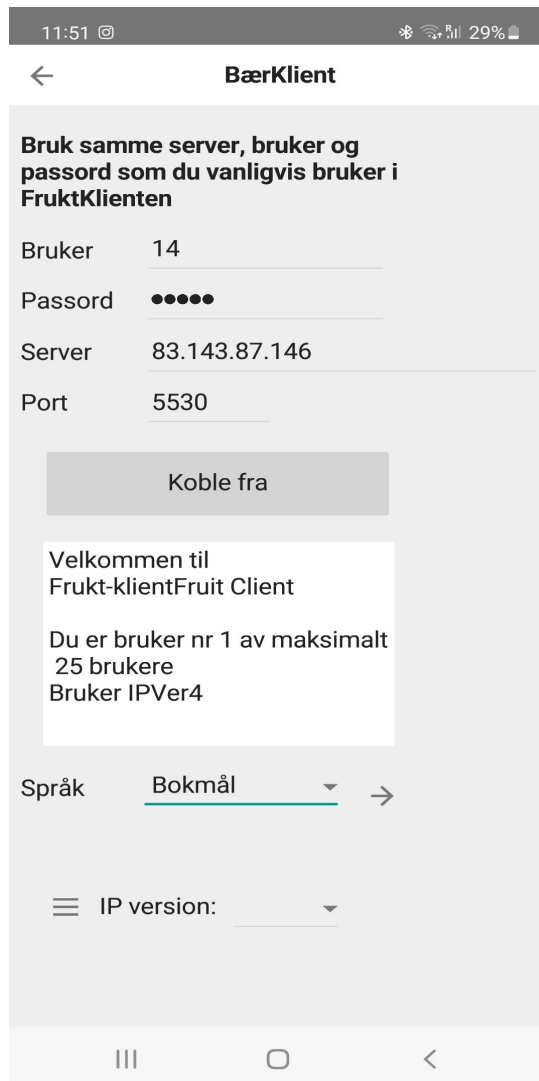 11:51 29%
BærKlient
Bruk samme server, bruker og
passord som du vanligvis bruker i
FruktKlienten
Bruker 14
Passord ●●●●●
Server 83.143.87.146
Port 5530
Koble fra
Velkommen til
Frukt-klientFruit Client
Du er bruker nr 1 av maksimalt
25 brukere
Bruker IPVer4
Språk Bokmål
IP version: